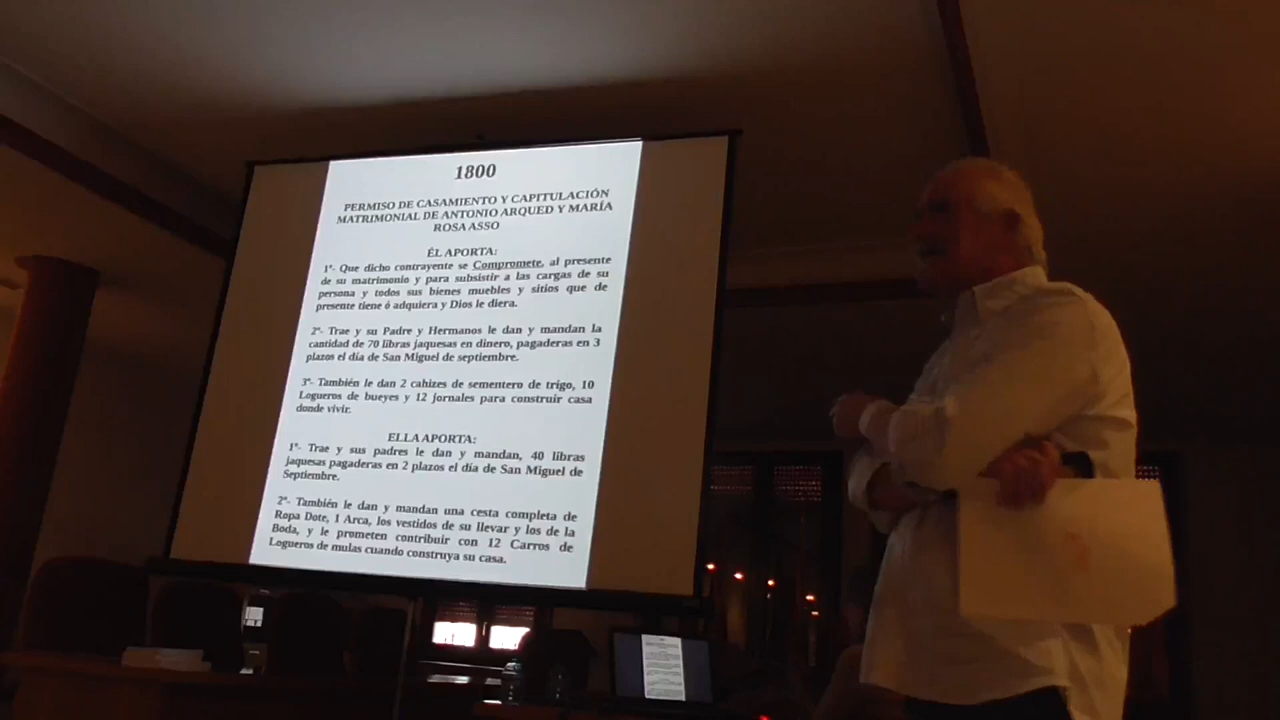 1800
PERMISO DE CASAMIENTO Y CAPITULACIÓN
MATRIMONIAL DE ANTONIO ARQUED Y MARÍA
ROSA ASSO
ÉL APORTA:
1º- Que dicho contrayente se Compromete, al presente
de su matrimonio y para subsistir a las cargas de su
persona y todos sus bienes muebles y sitios que de
presente tiene ó adquiera y Dios le diera.
2º- Trae y su Padre y Hermanos le dan y mandan la
cantidad de 70 libras jaquesas en dinero, pagaderas en 3
plazos el día de San Miguel de septiembre.
3º- También le dan 2 cahizes de sementero de trigo, 10
Logueros de bueyes y 12 jornales para construir casa
donde vivir.
ELLA APORTA:
1º- Trae y sus padres le dan y mandan, 40 libras
jaquesas pagaderas en 2 plazos el día de San Miguel de
Septiembre.
2º- También le dan y mandan una cesta completa de
Ropa Dote, 1 Arca, los vestidos de su llevar y los de la
Boda, y le prometen contribuir con 12 Carros de
Logueros de mulas cuando construya su casa.